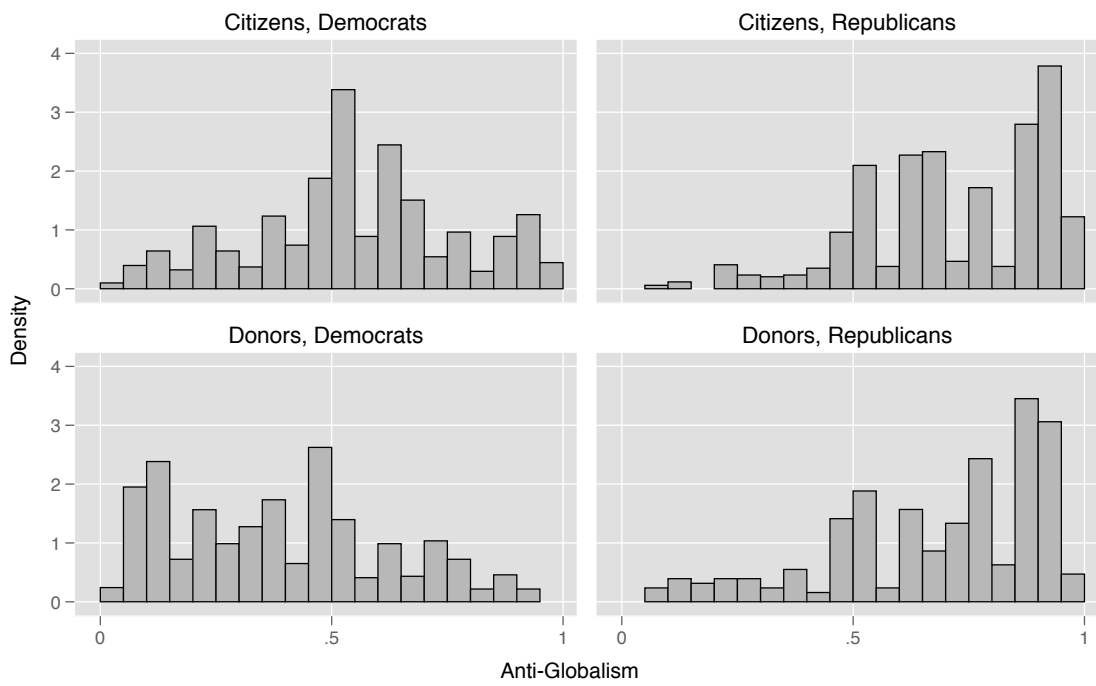 Citizens, Democrats
Citizens, Republicans
4
3
2
1
0
Donors, Democrats
Donors, Republicans
4
3
2
1
0
Density
0
.5
1
0
.5
1
Anti-Globalism